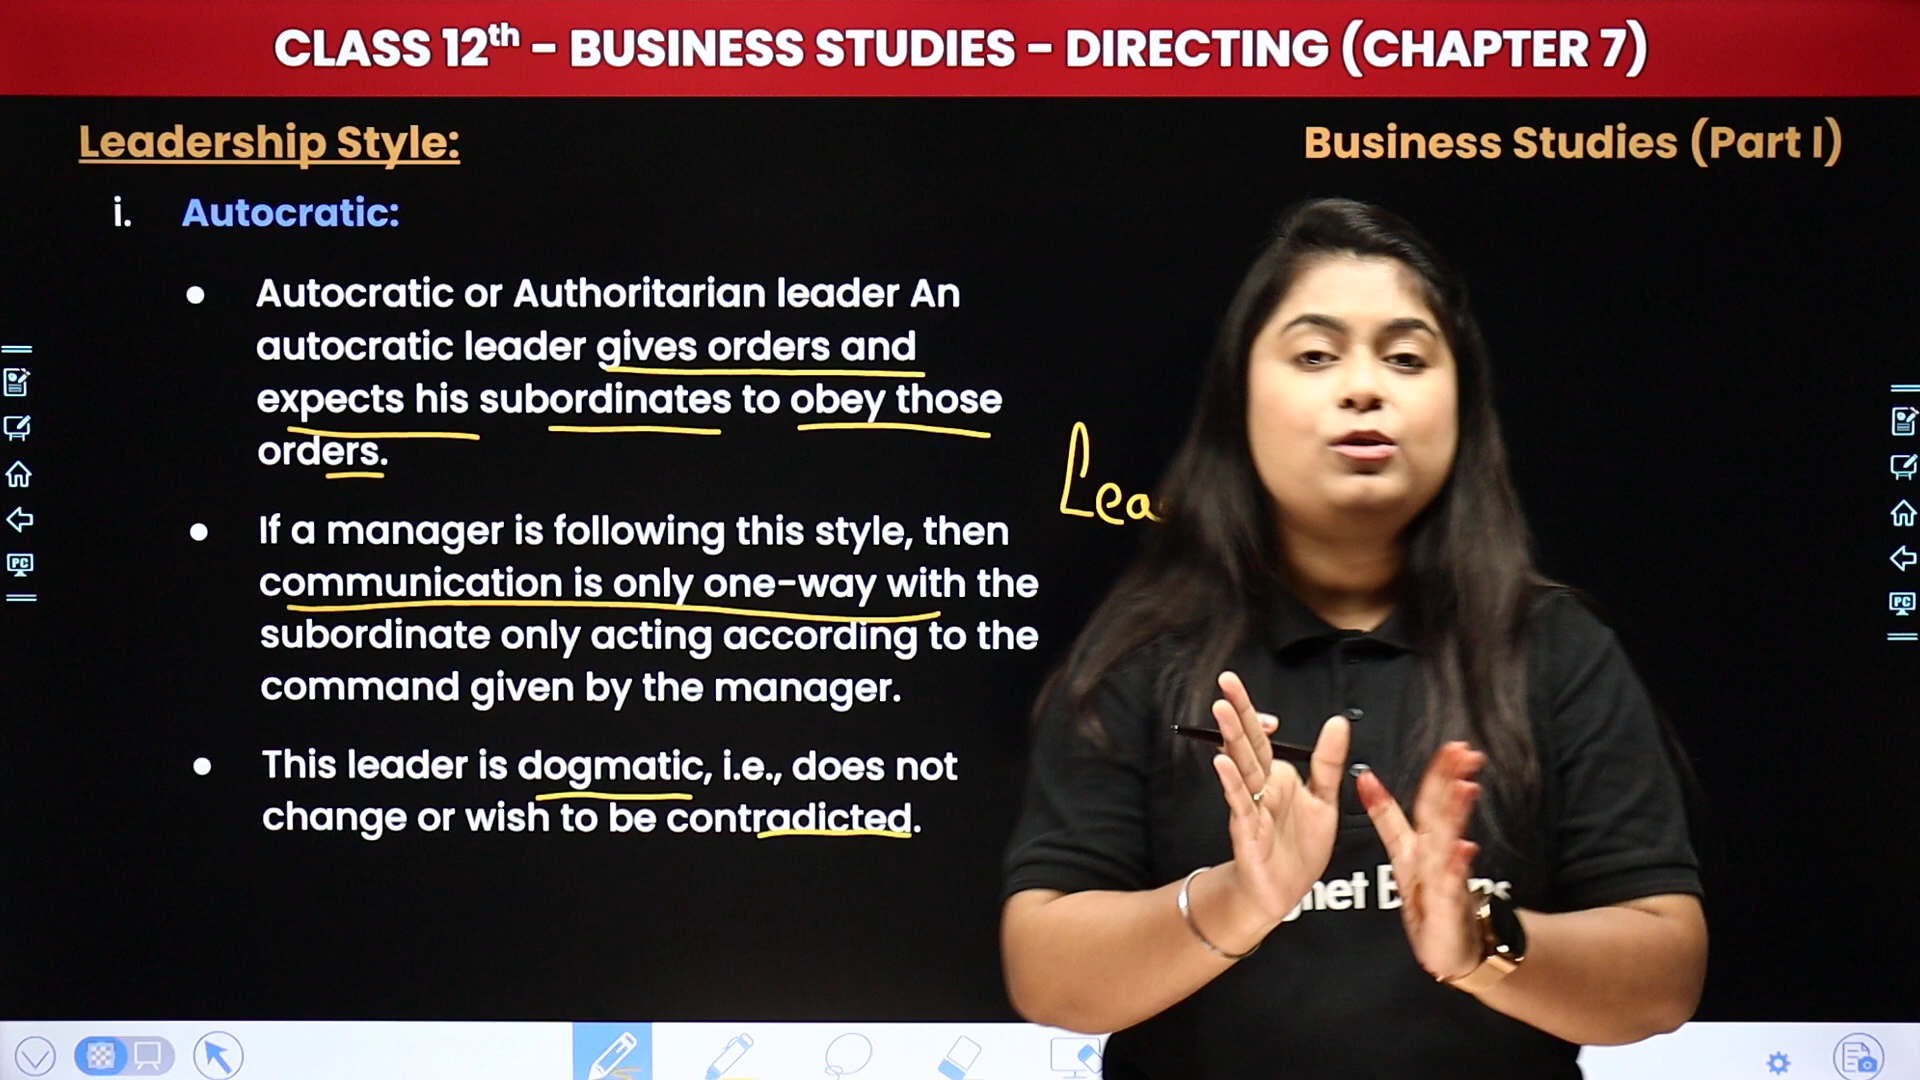 CLASS 12th - BUSINESS STUDIES - DIRECTING (CHAPTER 7)
Leadership Style:
Business Studies (Part I)
i. Autocratic:
● Autocratic or Authoritarian leader An
autocratic leader gives orders and
expects his subordinates to obey those
orders.
● If a manager is following this style, then
communication is only one-way with the
subordinate only acting according to the
command given by the manager.
● This leader is dogmatic, i.e., does not
change or wish to be contradicted.
Lea
PC
PC